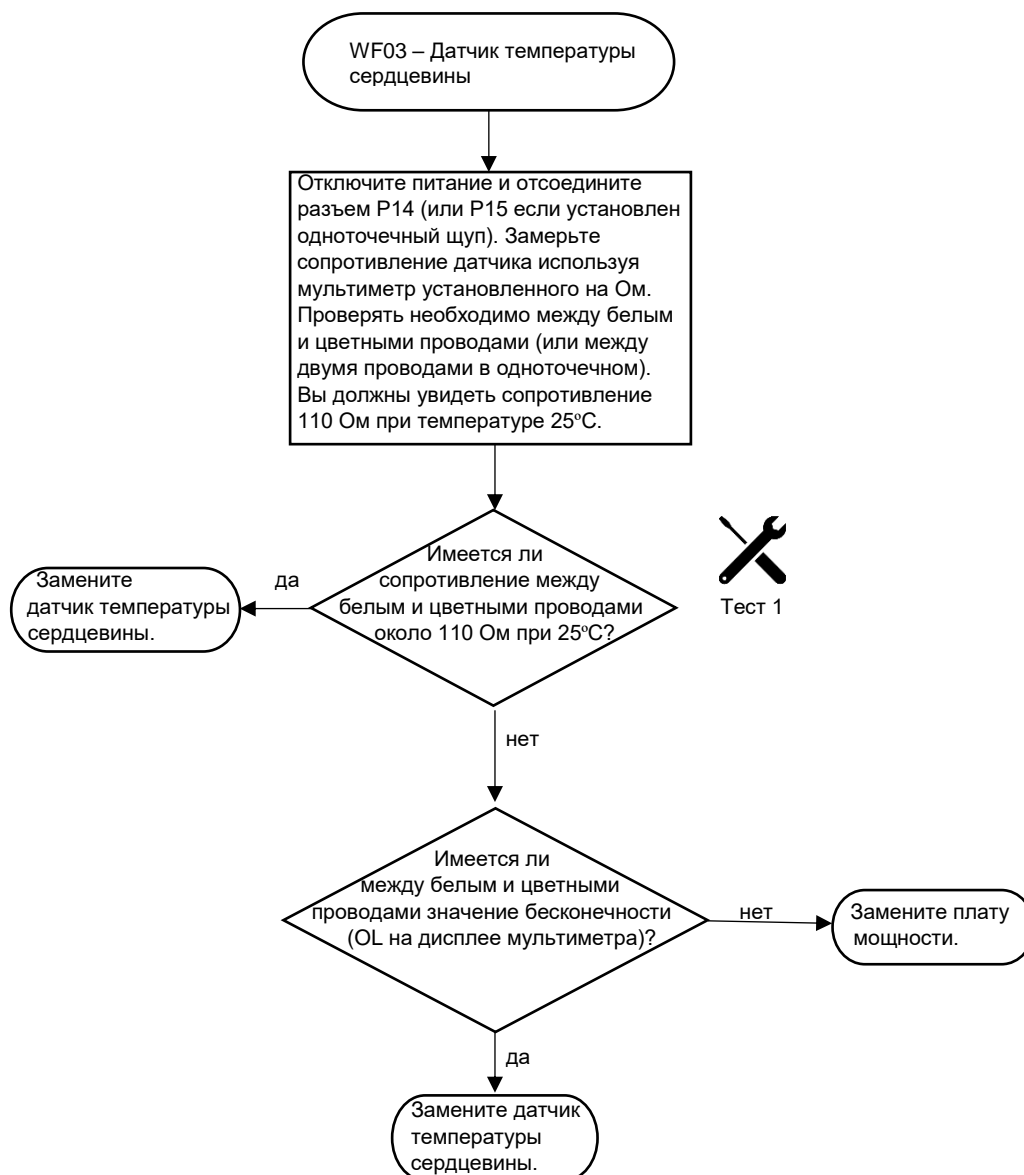 WF03 – Датчик температуры
сердцевины
Отключите питание и отсоедините
разъем P14 (или P15 если установлен
одноточечный щуп). Замерьте
сопротивление датчика используя
мультиметр установленного на Ом.
Проверять необходимо между белым
и цветными проводами (или между
двумя проводами в одноточечном).
Вы должны увидеть сопротивление
110 Ом при температуре 25ºC.
Имеется ли
сопротивление между
белым и цветными проводами
около 110 Ом при 25ºC?
да
Замените
датчик температуры
сердцевины.
Тест 1
нет
Имеется ли
между белым и цветными
проводами значение бесконечности
(OL на дисплее мультиметра)?
нет
Замените плату
мощности.
да
Замените датчик
температуры
сердцевины.